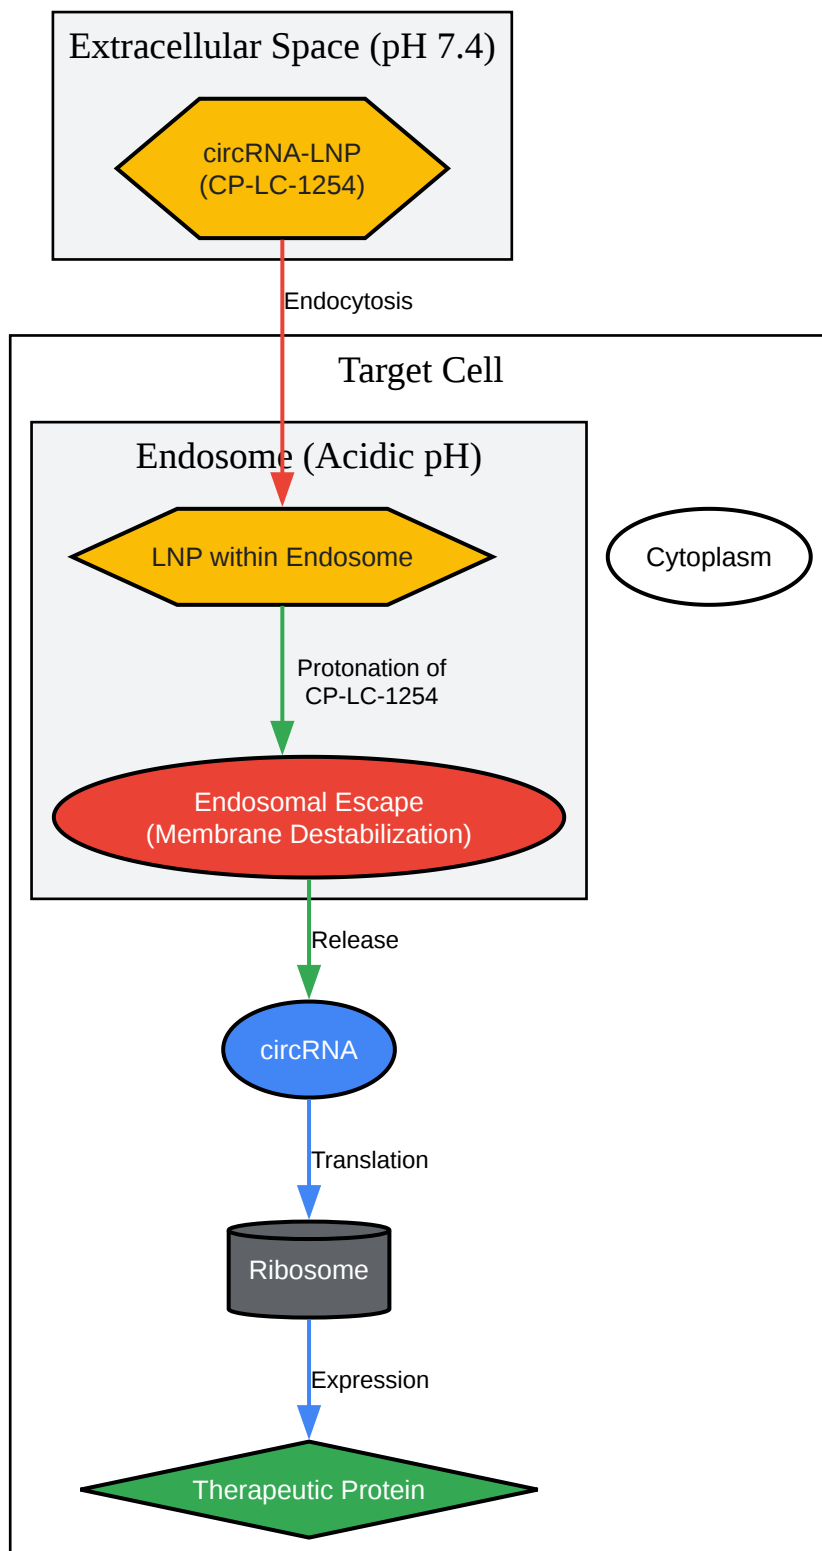 Extracellular Space (pH 7.4)
circRNA-LNP
(CP-LC-1254)
Endocytosis
Target Cell
Endosome (Acidic pH)
LNP within Endosome
Cytoplasm
Protonation of
CP-LC-1254
Endosomal Escape
(Membrane Destabilization)
Release
circRNA
Translation
Ribosome
Expression
Therapeutic Protein